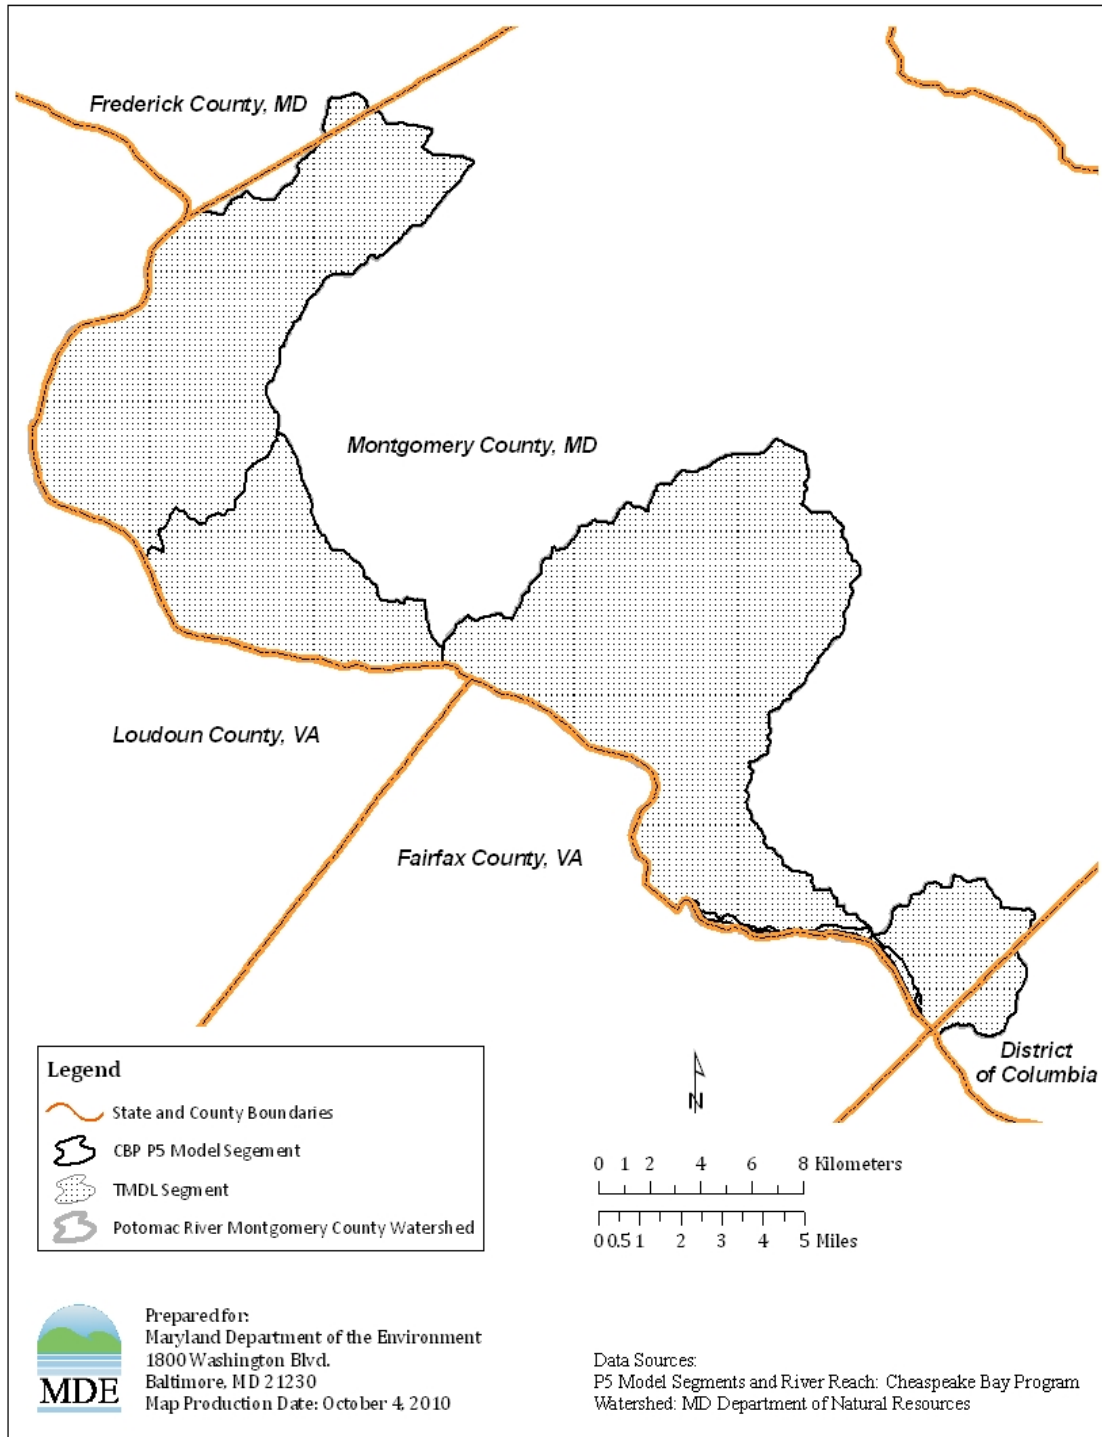 Frederick County, MD
Montgomery County, MD
Loudoun County, VA
Fairfax County, VA
District
of Columbia
Legend
State and County Boundaries
CBP P5 Model Segement
TMDL Segment
Potomac River Montgomery County Watershed
N
0 1 2 4 6 8 Kilometers
0 0.5 1 2 3 4 5 Miles
MDE
Prepared for:
Maryland Department of the Environment
1800 Washington Blvd.
Baltimore, MD 21230
Map Production Date: October 4, 2010
Data Sources:
P5 Model Segments and River Reach: Cheaspeake Bay Program
Watershed: MD Department of Natural Resources